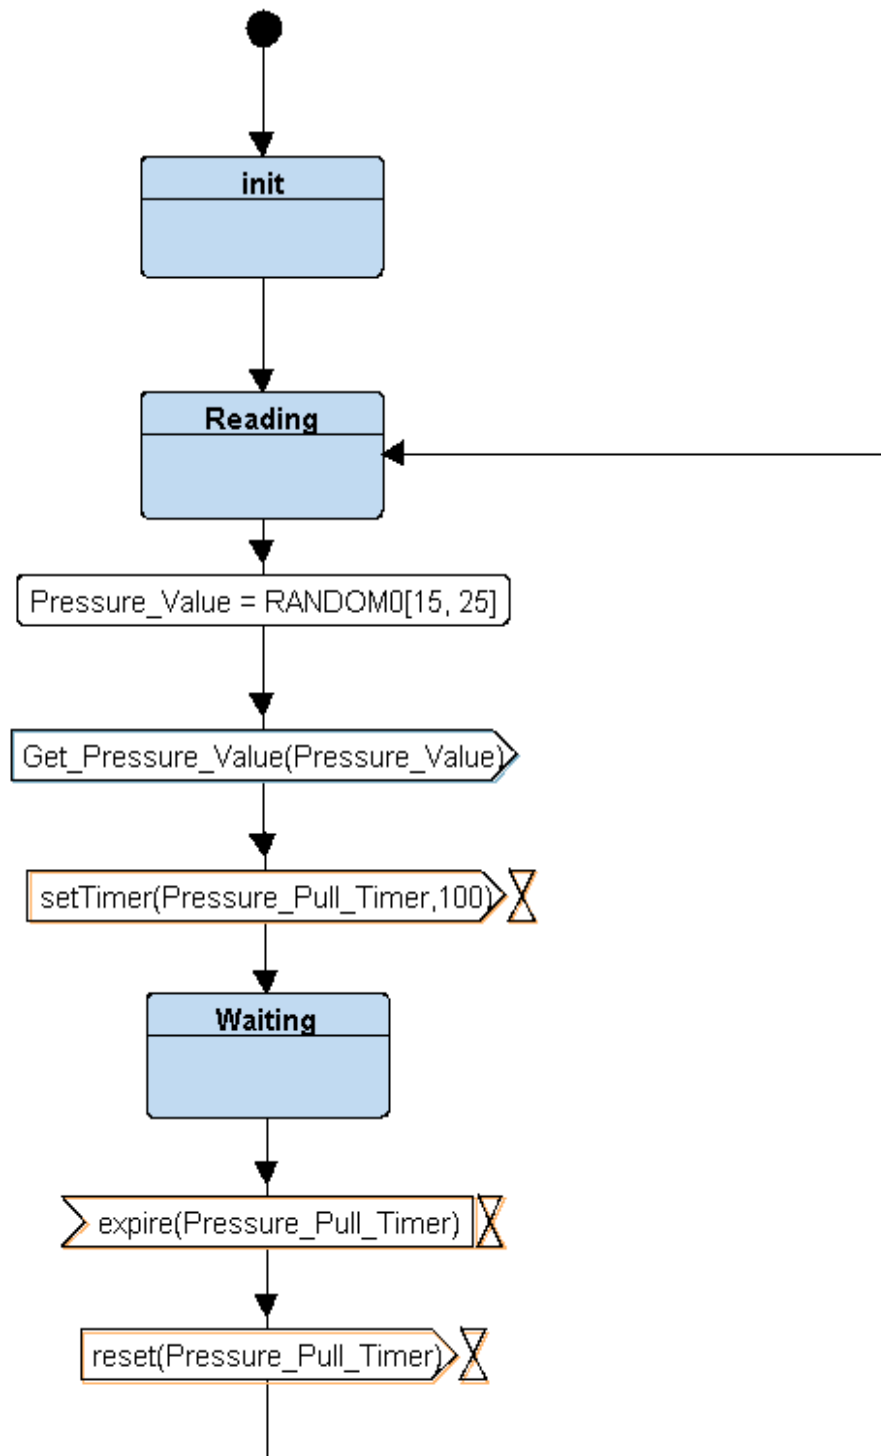 init
Reading
Pressure_Value = RANDOM0[15, 25]
Get_Pressure_Value(Pressure_Value)
setTimer(Pressure_Pull_Timer,100)
Waiting
expire(Pressure_Pull_Timer)
reset(Pressure_Pull_Timer)